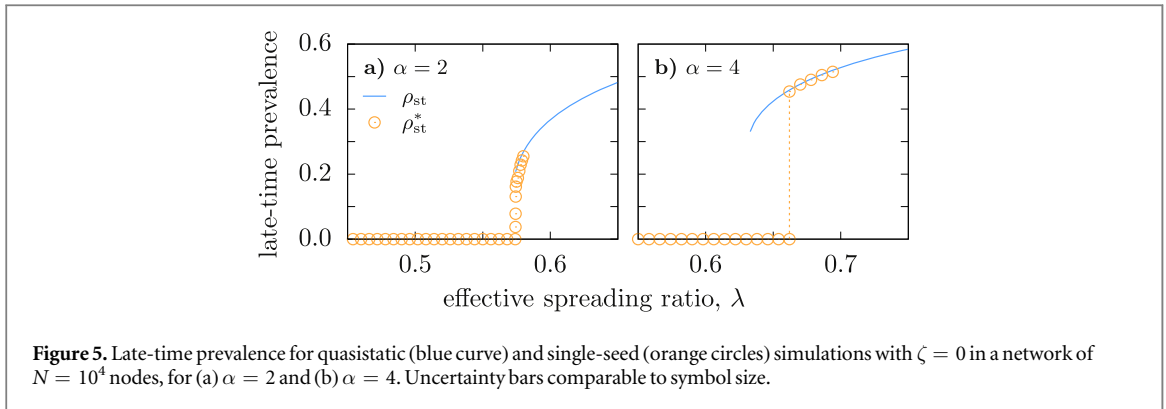 late-time prevalence
0.6
0.4
0.2
0.0
a) α = 2
ρst
ρ*st
b) α = 4
0.5 0.6 0.6 0.7
effective spreading ratio, λ
Figure 5. Late-time prevalence for quasistatic (blue curve) and single-seed (orange circles) simulations with ζ = 0 in a network of
N = 10⁴ nodes, for (a) α = 2 and (b) α = 4. Uncertainty bars comparable to symbol size.